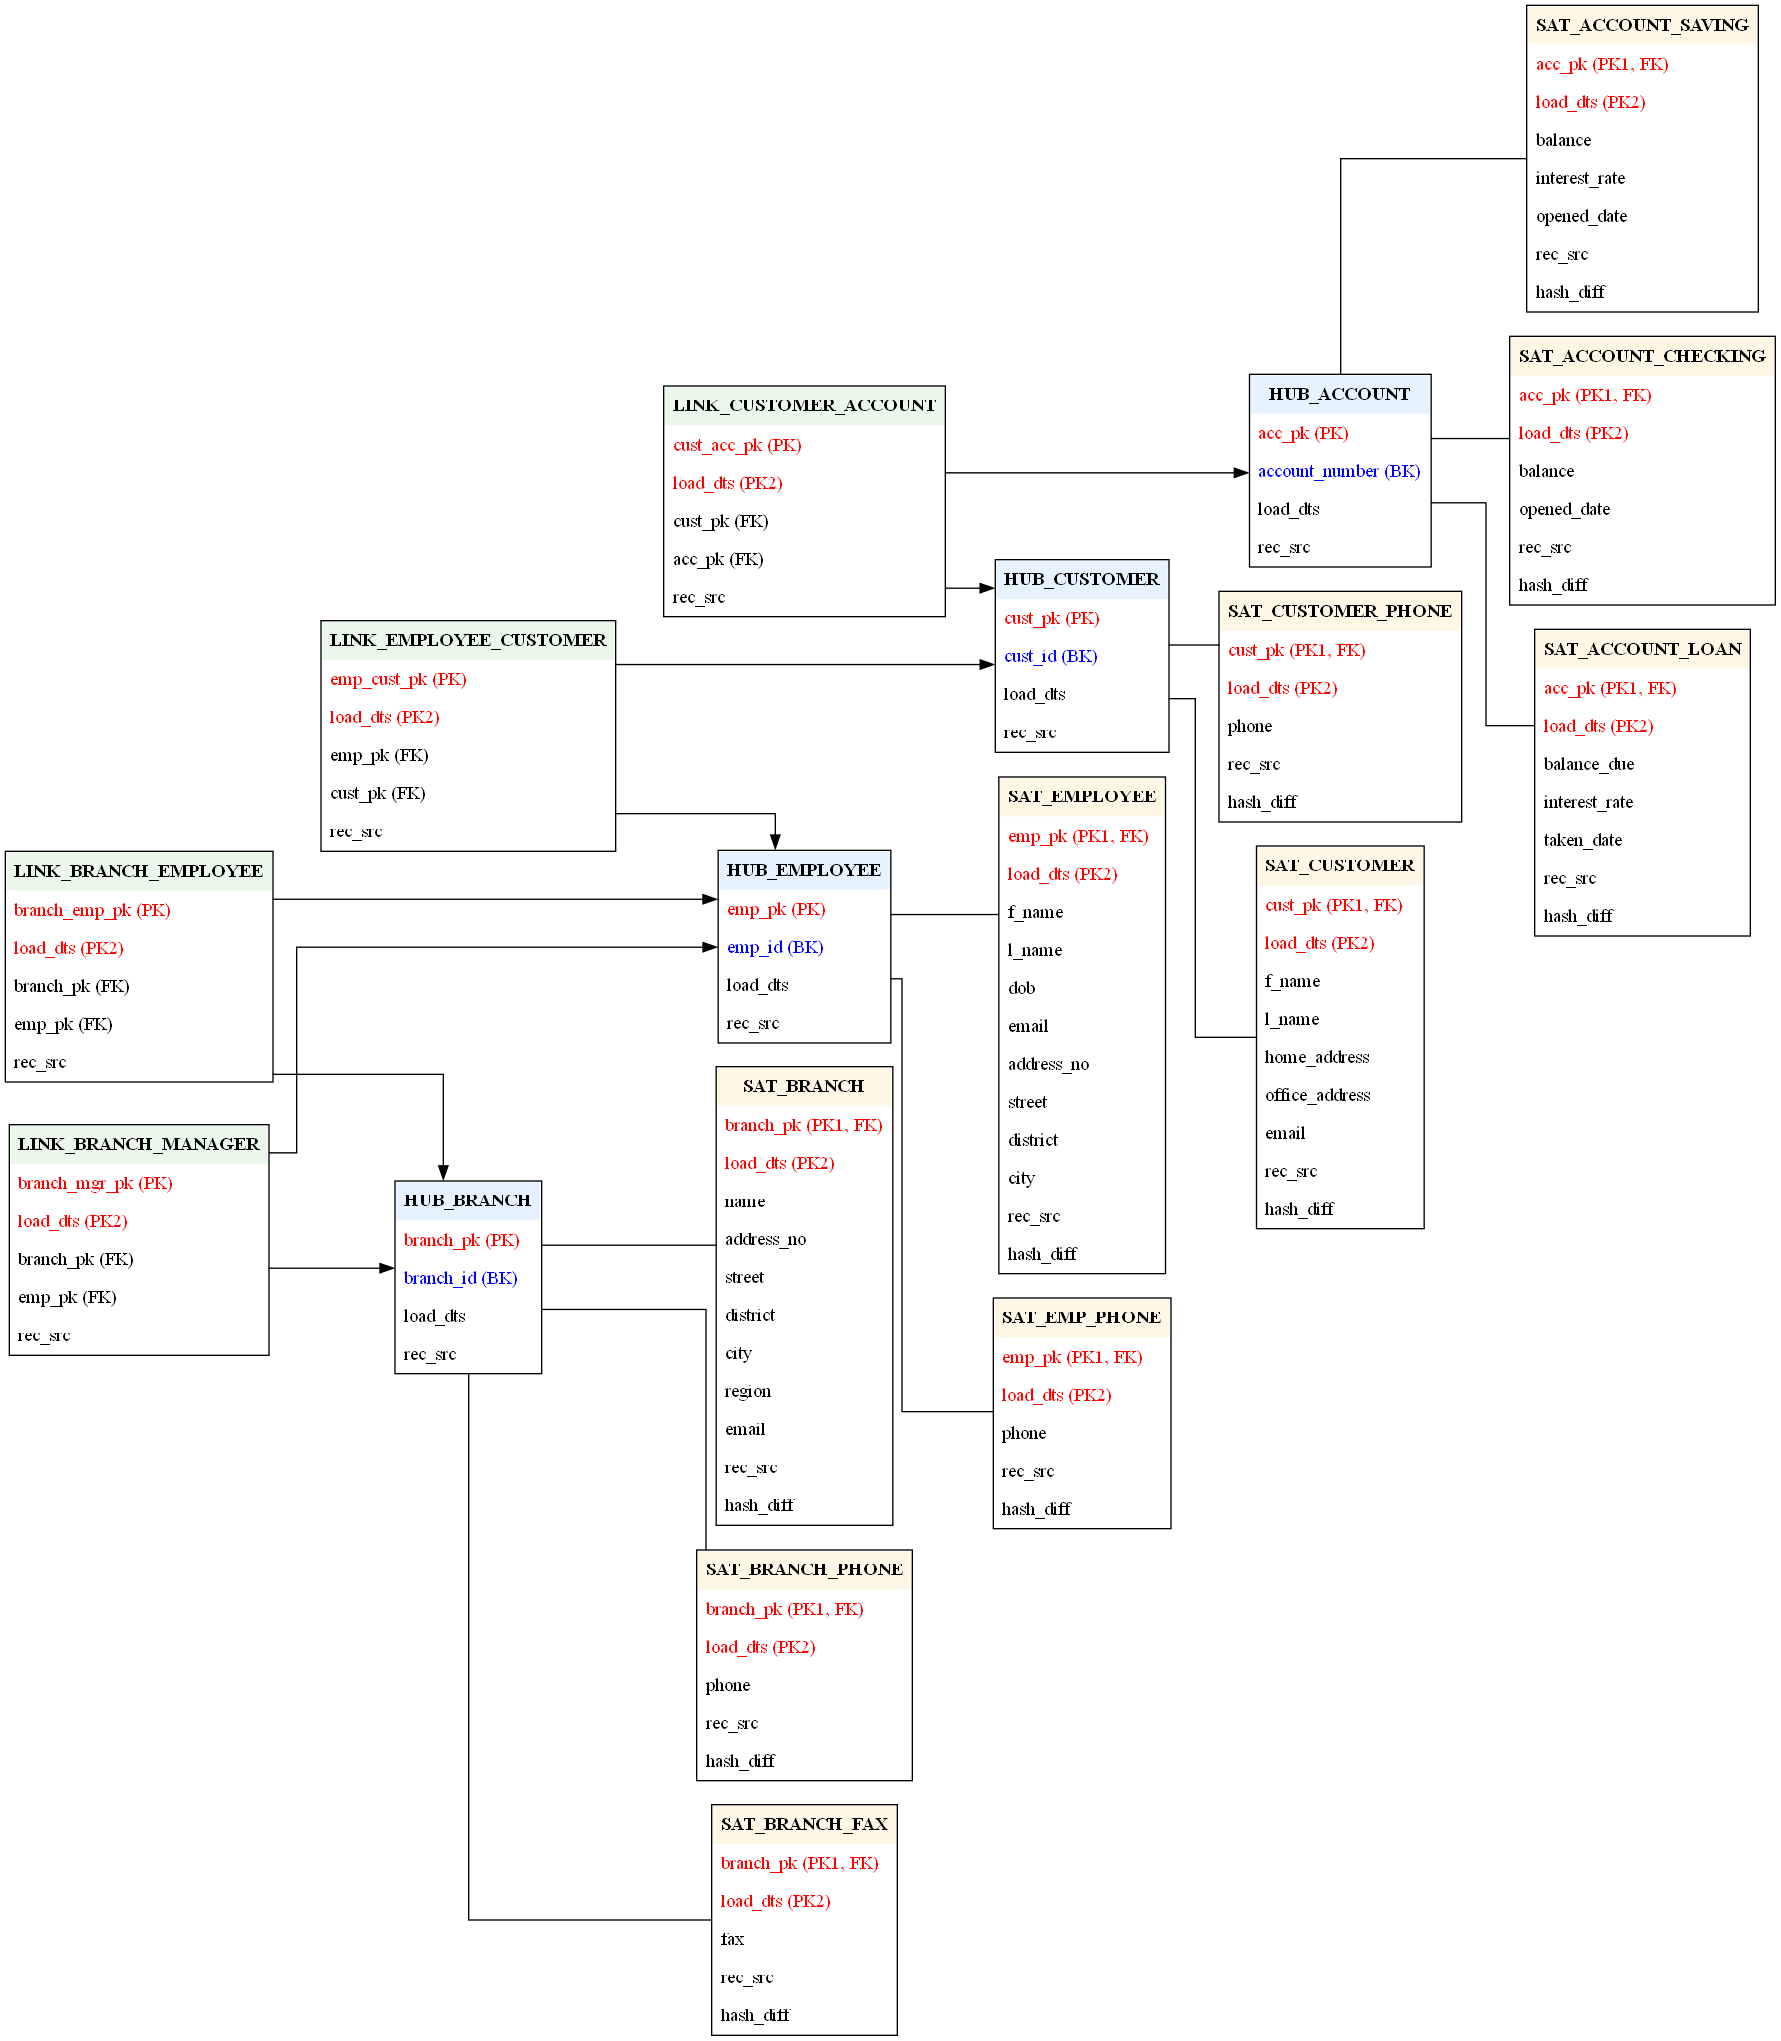 SAT_ACCOUNT_SAVING
acc_pk (PK1, FK)
load_dts (PK2)
balance
interest_rate
opened_date
rec_src
hash_diff
SAT_ACCOUNT_CHECKING
acc_pk (PK1, FK)
load_dts (PK2)
balance
opened_date
rec_src
hash_diff
HUB_ACCOUNT
acc_pk (PK)
account_number (BK)
load_dts
rec_src
LINK_CUSTOMER_ACCOUNT
cust_acc_pk (PK)
load_dts (PK2)
cust_pk (FK)
acc_pk (FK)
rec_src
HUB_CUSTOMER
cust_pk (PK)
cust_id (BK)
load_dts
rec_src
SAT_CUSTOMER_PHONE
cust_pk (PK1, FK)
load_dts (PK2)
phone
rec_src
hash_diff
SAT_ACCOUNT_LOAN
acc_pk (PK1, FK)
load_dts (PK2)
balance_due
interest_rate
taken_date
rec_src
hash_diff
LINK_EMPLOYEE_CUSTOMER
emp_cust_pk (PK)
load_dts (PK2)
emp_pk (FK)
cust_pk (FK)
rec_src
SAT_EMPLOYEE
emp_pk (PK1, FK)
load_dts (PK2)
f_name
l_name
dob
email
address_no
street
district
city
rec_src
hash_diff
SAT_CUSTOMER
cust_pk (PK1, FK)
load_dts (PK2)
f_name
l_name
home_address
office_address
email
rec_src
hash_diff
LINK_BRANCH_EMPLOYEE
branch_emp_pk (PK)
load_dts (PK2)
branch_pk (FK)
emp_pk (FK)
rec_src
HUB_EMPLOYEE
emp_pk (PK)
emp_id (BK)
load_dts
rec_src
LINK_BRANCH_MANAGER
branch_mgr_pk (PK)
load_dts (PK2)
branch_pk (FK)
emp_pk (FK)
rec_src
HUB_BRANCH
branch_pk (PK)
branch_id (BK)
load_dts
rec_src
SAT_BRANCH
branch_pk (PK1, FK)
load_dts (PK2)
name
address_no
street
district
city
region
email
rec_src
hash_diff
SAT_EMP_PHONE
emp_pk (PK1, FK)
load_dts (PK2)
phone
rec_src
hash_diff
SAT_BRANCH_PHONE
branch_pk (PK1, FK)
load_dts (PK2)
phone
rec_src
hash_diff
SAT_BRANCH_FAX
branch_pk (PK1, FK)
load_dts (PK2)
fax
rec_src
hash_diff